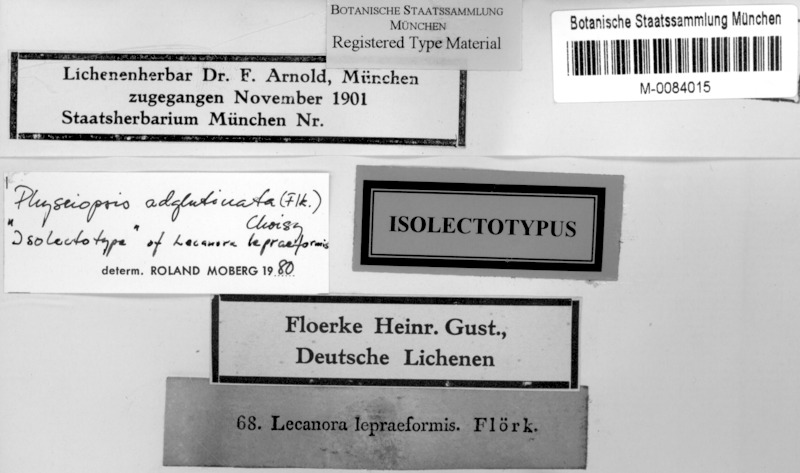 BOTANISCHE STAATSSAMMLUNG
MÜNCHEN
Registered Type Material
Botanische Staatssammlung München
M-0084015
Lichenenherbar Dr. F. Arnold, München
zugegangen November 1901
Staatsherbarium München Nr.
Physciopsis adglutinata (Flk.)
Choisy
"Isolectotype" of Lecanora lepraeformis
determ. ROLAND MOBERG 1980
ISOLECTOTYPUS
Floerke Heinr. Gust.,
Deutsche Lichenen
68. Lecanora lepraeformis. Flörk.